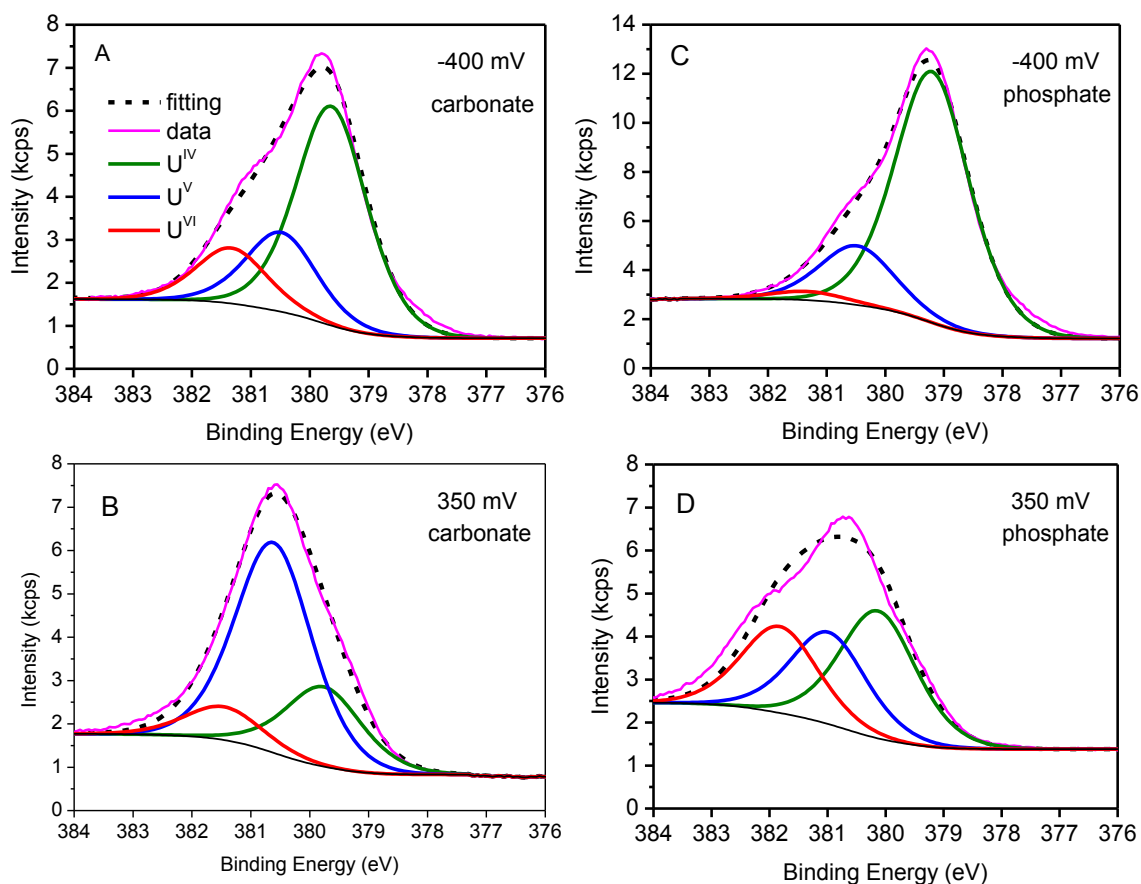 A
-400 mV
carbonate
fitting
data
U^IV
U^V
U^VI
Intensity (kcps)
8
7
6
5
4
3
2
1
0
384 383 382 381 380 379 378 377 376
Binding Energy (eV)
C
-400 mV
phosphate
Intensity (kcps)
14
12
10
8
6
4
2
0
384 383 382 381 380 379 378 377 376
Binding Energy (eV)
B
350 mV
carbonate
Intensity (kcps)
8
7
6
5
4
3
2
1
0
384 383 382 381 380 379 378 377 376
Binding Energy (eV)
D
350 mV
phosphate
Intensity (kcps)
8
7
6
5
4
3
2
1
0
384 383 382 381 380 379 378 377 376
Binding Energy (eV)